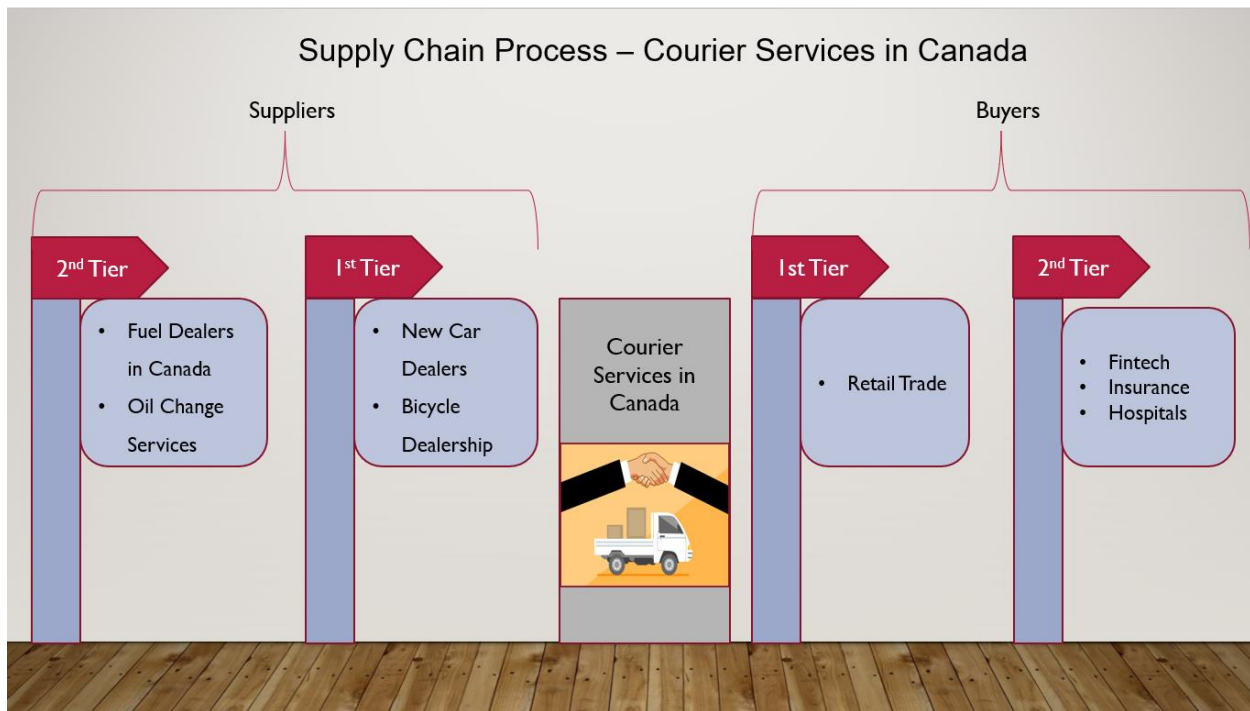 Supply Chain Process – Courier Services in Canada
Suppliers
Buyers
2nd Tier
• Fuel Dealers
in Canada
• Oil Change
Services
1st Tier
• New Car
Dealers
• Bicycle
Dealership
Courier
Services in
Canada
1st Tier
• Retail Trade
2nd Tier
• Fintech
• Insurance
• Hospitals